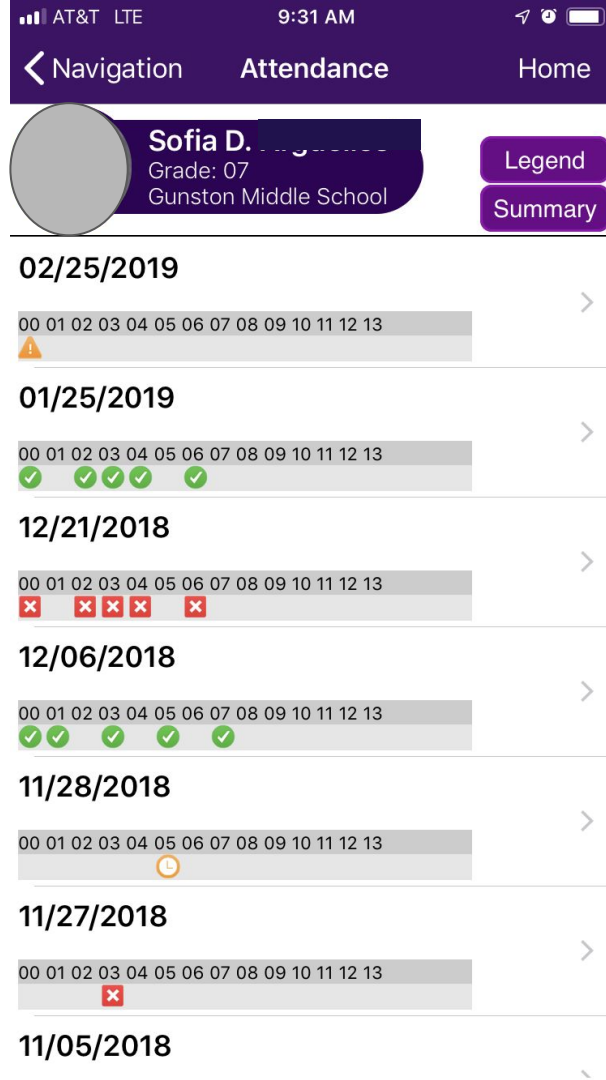 AT&T LTE 9:31 AM
Navigation Attendance Home
Sofia D.
Grade: 07
Gunston Middle School
Legend
Summary
02/25/2019
00 01 02 03 04 05 06 07 08 09 10 11 12 13
01/25/2019
00 01 02 03 04 05 06 07 08 09 10 11 12 13
12/21/2018
00 01 02 03 04 05 06 07 08 09 10 11 12 13
12/06/2018
00 01 02 03 04 05 06 07 08 09 10 11 12 13
11/28/2018
00 01 02 03 04 05 06 07 08 09 10 11 12 13
11/27/2018
00 01 02 03 04 05 06 07 08 09 10 11 12 13
11/05/2018